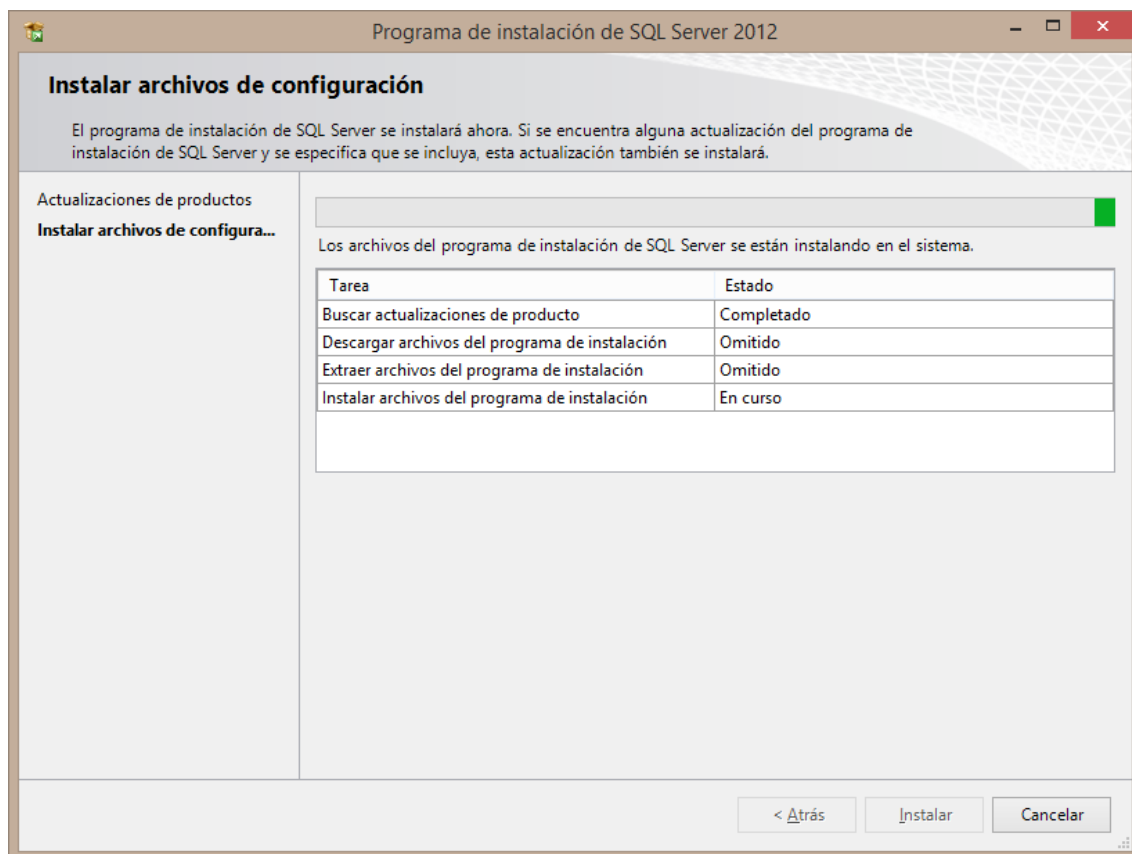 Programa de instalación de SQL Server 2012
Instalar archivos de configuración
El programa de instalación de SQL Server se instalará ahora. Si se encuentra alguna actualización del programa de
instalación de SQL Server y se especifica que se incluya, esta actualización también se instalará.
Actualizaciones de productos
Instalar archivos de configura...
Los archivos del programa de instalación de SQL Server se están instalando en el sistema.
Tarea Estado
Buscar actualizaciones de producto Completado
Descargar archivos del programa de instalación Omitido
Extraer archivos del programa de instalación Omitido
Instalar archivos del programa de instalación En curso
< Atrás Instalar Cancelar